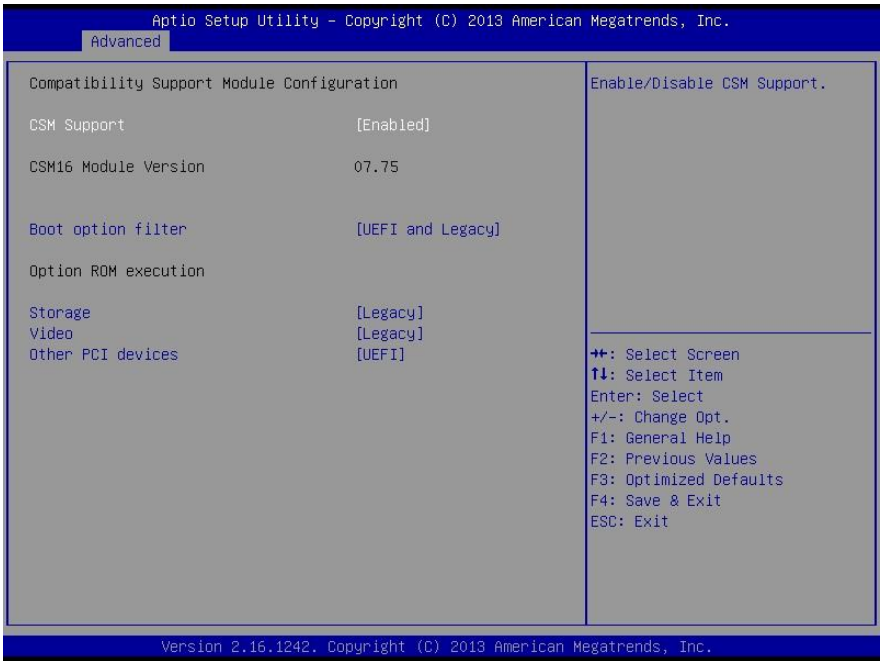 Aptio Setup Utility – Copyright (C) 2013 American Megatrends, Inc.
Advanced
Compatibility Support Module Configuration
CSM Support [Enabled]
CSM16 Module Version 07.75
Boot option filter [UEFI and Legacy]
Option ROM execution
Storage [Legacy]
Video [Legacy]
Other PCI devices [UEFI]
Enable/Disable CSM Support.
→←: Select Screen
↑↓: Select Item
Enter: Select
+/-: Change Opt.
F1: General Help
F2: Previous Values
F3: Optimized Defaults
F4: Save & Exit
ESC: Exit
Version 2.16.1242. Copyright (C) 2013 American Megatrends, Inc.